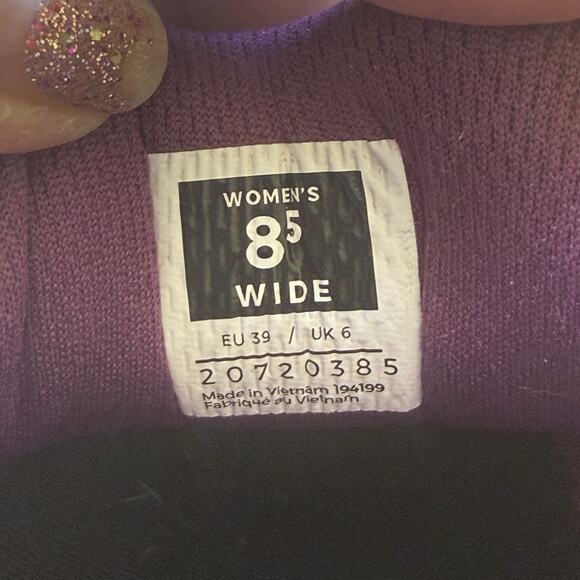 WOMEN'S
8⁵
WIDE
EU 39 / UK 6
20720385
Made in Vietnam 194199
Fabriqué au Vietnam